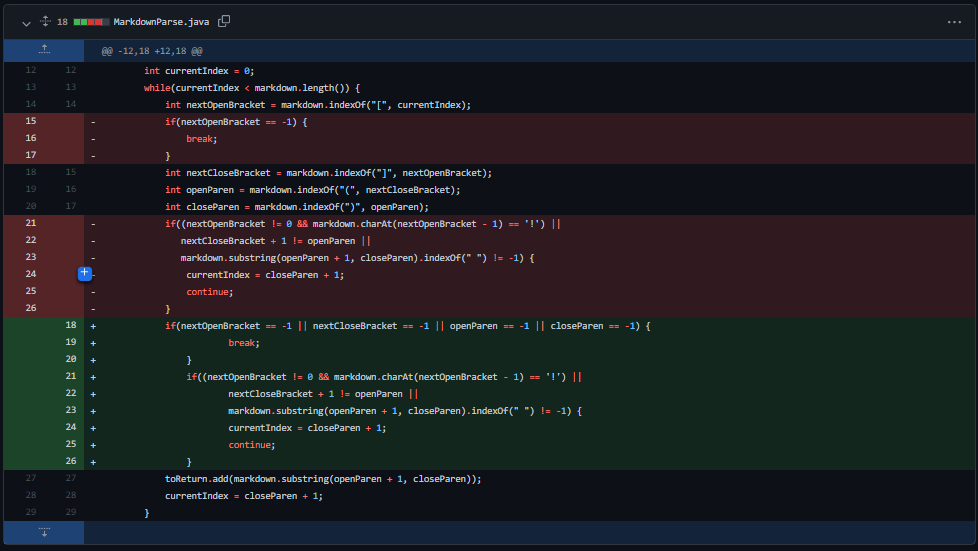 18 MarkdownParse.java ...
@@ -12,18 +12,18 @@
12 12 int currentIndex = 0;
13 13 while(currentIndex < markdown.length()) {
14 14 int nextOpenBracket = markdown.indexOf("[", currentIndex);
15 - if(nextOpenBracket == -1) {
16 - break;
17 - }
18 15 int nextCloseBracket = markdown.indexOf("]", nextOpenBracket);
19 16 int openParen = markdown.indexOf("(", nextCloseBracket);
20 17 int closeParen = markdown.indexOf(")", openParen);
21 - if((nextOpenBracket != 0 && markdown.charAt(nextOpenBracket - 1) == '!') ||
22 - nextCloseBracket + 1 != openParen ||
23 - markdown.substring(openParen + 1, closeParen).indexOf(" ") != -1) {
24 + - currentIndex = closeParen + 1;
25 - continue;
26 - }
18 + if(nextOpenBracket == -1 || nextCloseBracket == -1 || openParen == -1 || closeParen == -1) {
19 + break;
20 + }
21 + if((nextOpenBracket != 0 && markdown.charAt(nextOpenBracket - 1) == '!') ||
22 + nextCloseBracket + 1 != openParen ||
23 + markdown.substring(openParen + 1, closeParen).indexOf(" ") != -1) {
24 + currentIndex = closeParen + 1;
25 + continue;
26 + }
27 27 toReturn.add(markdown.substring(openParen + 1, closeParen));
28 28 currentIndex = closeParen + 1;
29 29 }